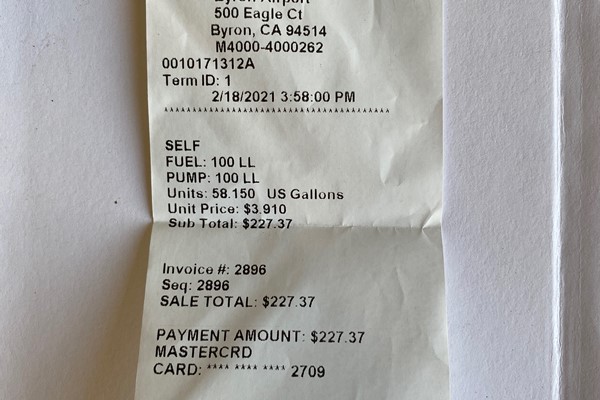 Byron Airport
500 Eagle Ct
Byron, CA 94514
M4000-4000262
0010171312A
Term ID: 1
2/18/2021 3:58:00 PM
****************************************
SELF
FUEL: 100 LL
PUMP: 100 LL
Units: 58.150 US Gallons
Unit Price: $3.910
Sub Total: $227.37
Invoice #: 2896
Seq: 2896
SALE TOTAL: $227.37
PAYMENT AMOUNT: $227.37
MASTERCRD
CARD: **** **** **** 2709